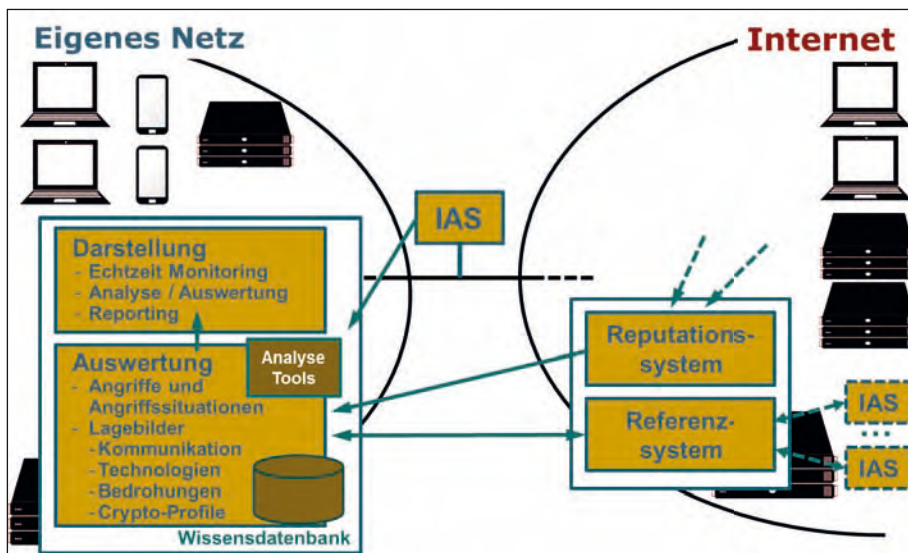 Eigenes Netz
Internet
IAS
Darstellung
- Echtzeit Monitoring
- Analyse / Auswertung
- Reporting
Analyse
Tools
Auswertung
- Angriffe und
Angriffssituationen
- Lagebilder
- Kommunikation
- Technologien
- Bedrohungen
- Crypto-Profile
Wissensdatenbank
Reputations-
system
Referenz-
system
IAS
...
IAS